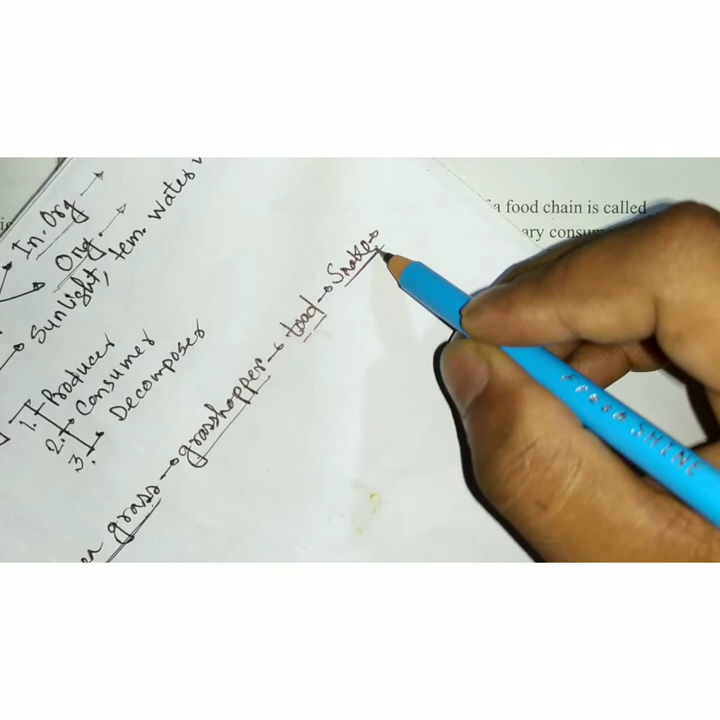 In. Org →
Org →
Sunlight, tem. Water
1. Producer
2. Consumer
3. Decomposer
grass → grasshopper → toad → Snake →
a food chain is called
ary consum
SHINE